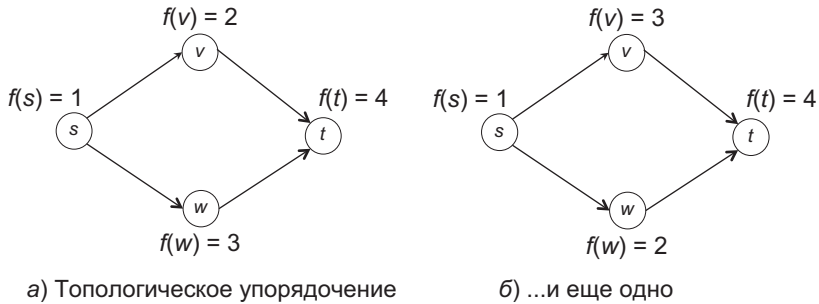 f(v) = 2
f(v) = 3
v
v
f(s) = 1
f(t) = 4
f(s) = 1
f(t) = 4
s
t
s
t
w
w
f(w) = 3
f(w) = 2
а) Топологическое упорядочение
б) ...и еще одно